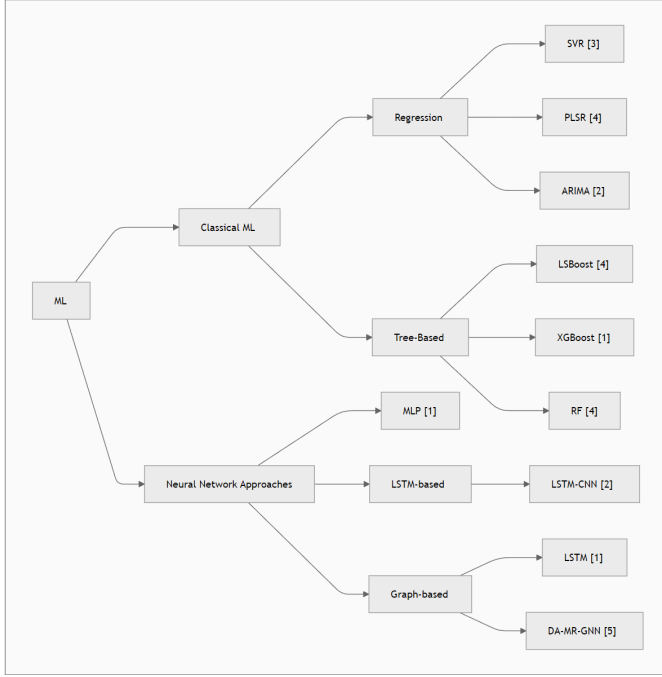 SVR [3]
Regression
PLSR [4]
ARIMA [2]
Classical ML
LSBoost [4]
ML
Tree-Based
XGBoost [1]
RF [4]
MLP [1]
Neural Network Approaches
LSTM-based
LSTM-CNN [2]
LSTM [1]
Graph-based
DA-MR-GNN [5]